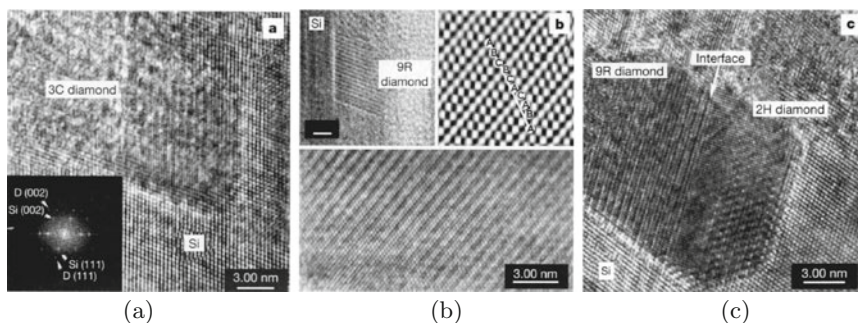 a
3C diamond
D (002)
Si (002)
Si (111)
D (111)
Si
3.00 nm
(a)
Si
b
9R
diamond
3.00 nm
(b)
c
Interface
9R diamond
2H diamond
Si
3.00 nm
(c)